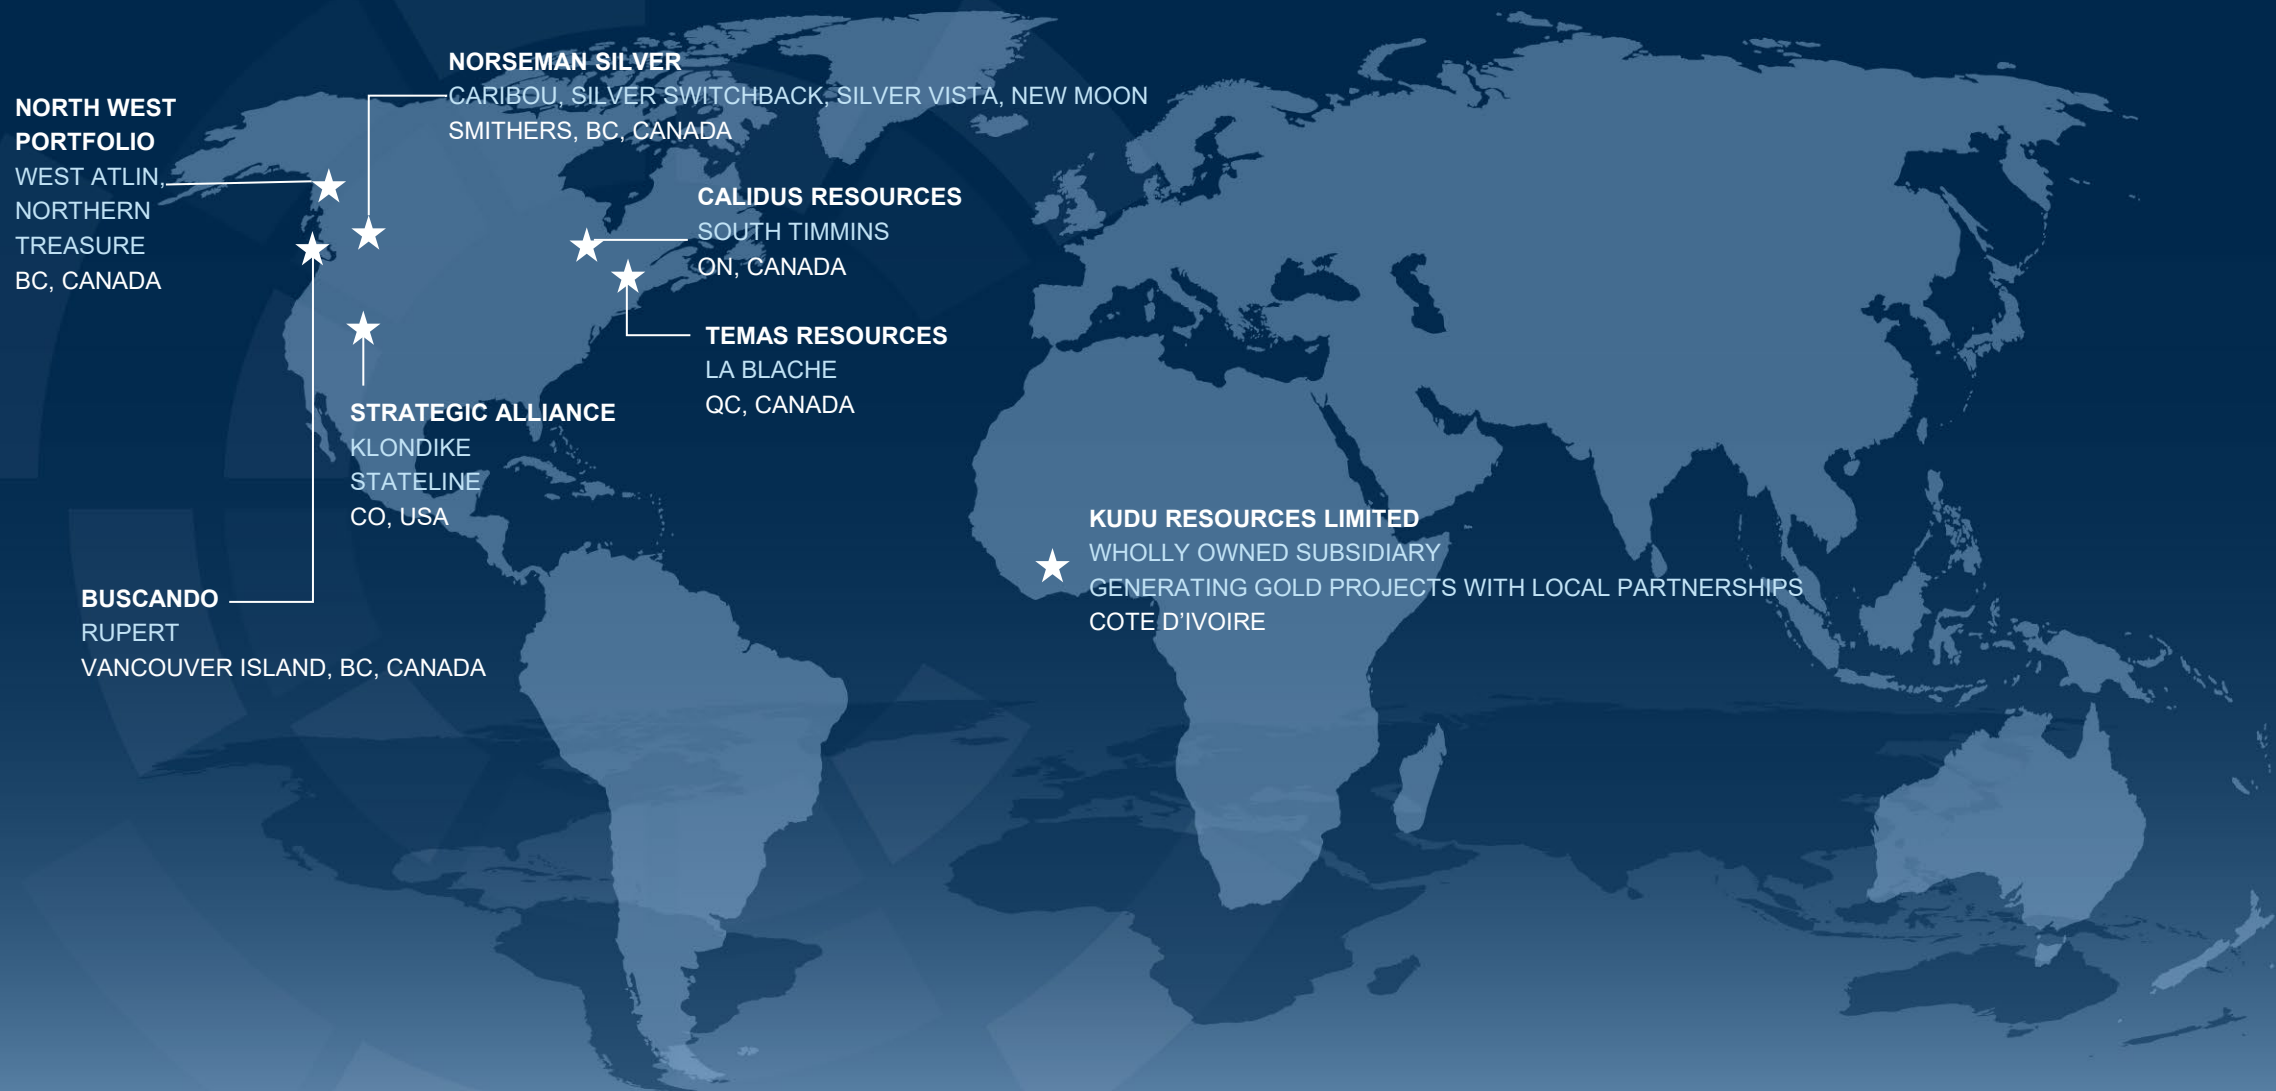 NORSEMAN SILVER
CARIBOU, SILVER SWITCHBACK, SILVER VISTA, NEW MOON
SMITHERS, BC, CANADA
NORTH WEST
PORTFOLIO
WEST ATLIN,
NORTHERN
TREASURE
BC, CANADA
CALIDUS RESOURCES
SOUTH TIMMINS
ON, CANADA
TEMAS RESOURCES
LA BLACHE
QC, CANADA
STRATEGIC ALLIANCE
KLONDIKE
STATELINE
CO, USA
KUDU RESOURCES LIMITED
WHOLLY OWNED SUBSIDIARY
GENERATING GOLD PROJECTS WITH LOCAL PARTNERSHIPS
COTE D’IVOIRE
BUSCANDO
RUPERT
VANCOUVER ISLAND, BC, CANADA